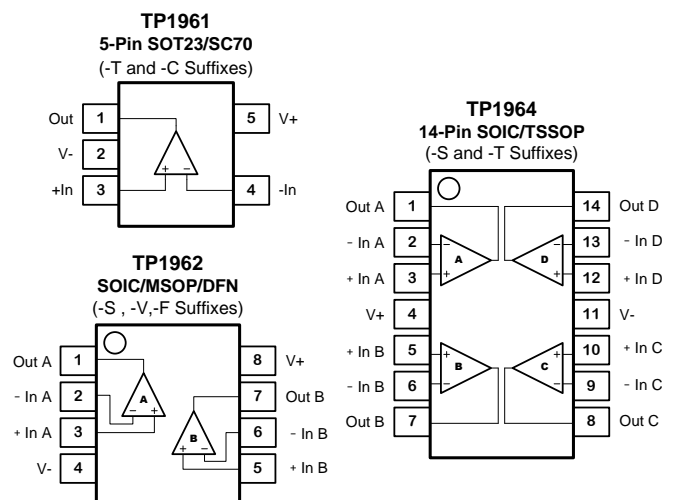 TP1961
5-Pin SOT23/SC70
(-T and -C Suffixes)
Out 1 5 V+
V- 2
+In 3 4 -In
+ −
TP1962
SOIC/MSOP/DFN
(-S , -V,-F Suffixes)
Out A 1 8 V+
- In A 2 7 Out B
+ In A 3 6 - In B
V- 4 5 + In B
A
− +
B
+ −
TP1964
14-Pin SOIC/TSSOP
(-S and -T Suffixes)
Out A 1 14 Out D
- In A 2 − − 13 - In D
A D
+ In A 3 + + 12 + In D
V+ 4 11 V-
+ In B 5 + + 10 + In C
B C
- In B 6 − − 9 - In C
Out B 7 8 Out C